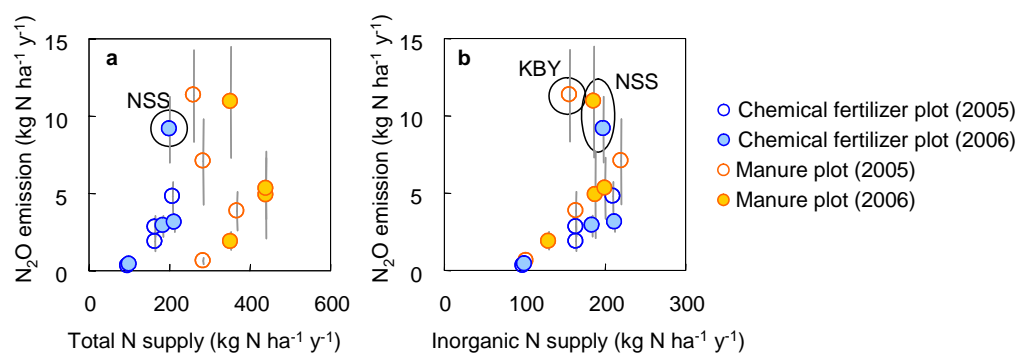 15
10
5
0
0
200
400
600
a
NSS
N₂O emission (kg N ha⁻¹ y⁻¹)
Total N supply (kg N ha⁻¹ y⁻¹)
15
10
5
0
0
100
200
300
b
KBY
NSS
N₂O emission (kg N ha⁻¹ y⁻¹)
Inorganic N supply (kg N ha⁻¹ y⁻¹)
Chemical fertilizer plot (2005)
Chemical fertilizer plot (2006)
Manure plot (2005)
Manure plot (2006)